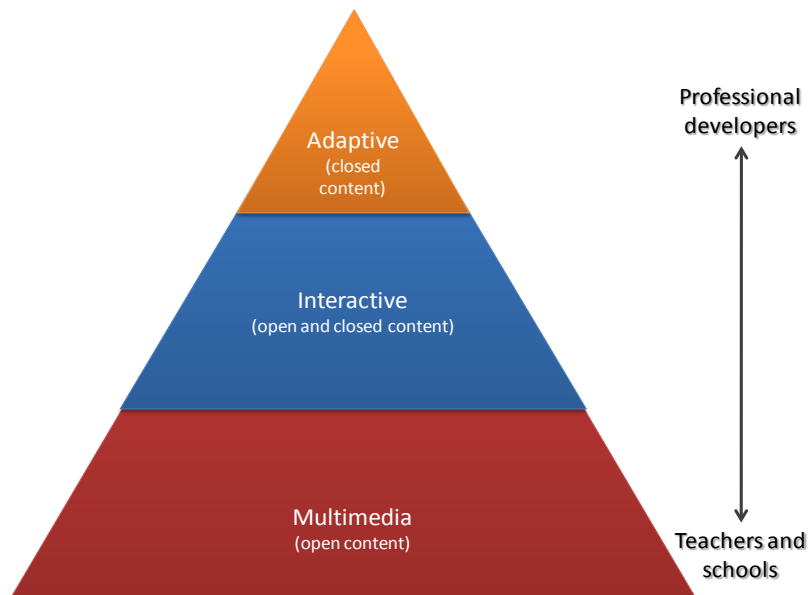 Professional
developers
Adaptive
(closed
content)
Interactive
(open and closed content)
Multimedia
(open content)
Teachers and
schools